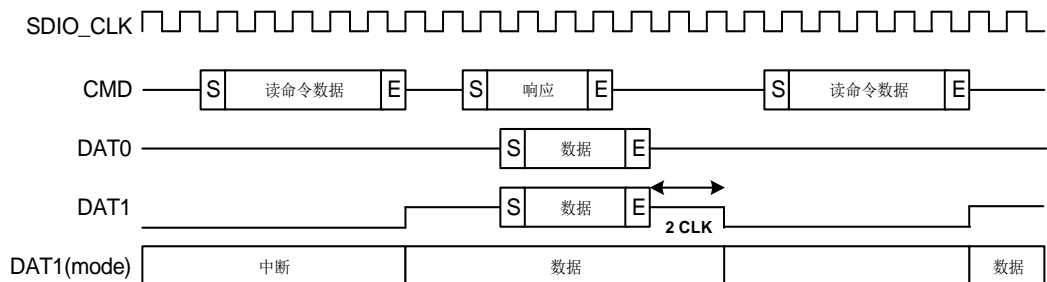 SDIO_CLK
CMD S 读命令数据 E S 响应 E S 读命令数据 E
DAT0 S 数据 E
DAT1 S 数据 E
2 CLK
DAT1(mode) 中断 数据 数据